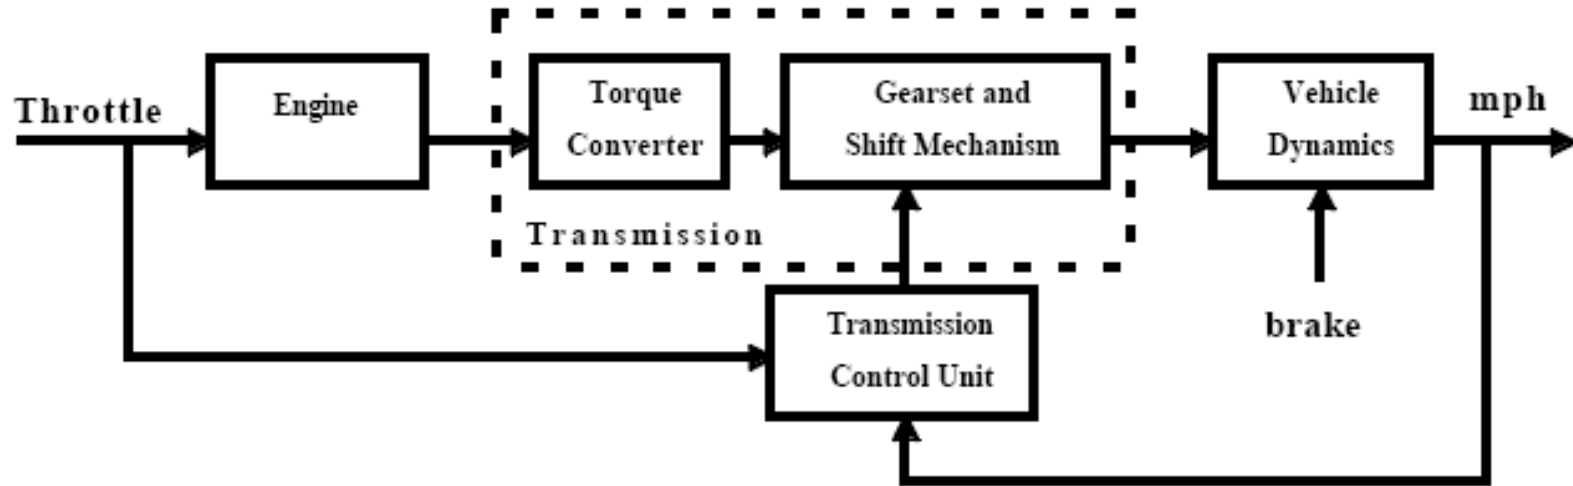 Throttle
Engine
Torque
Converter
Gearset and
Shift Mechanism
Vehicle
Dynamics
mph
Transmission
brake
Transmission
Control Unit